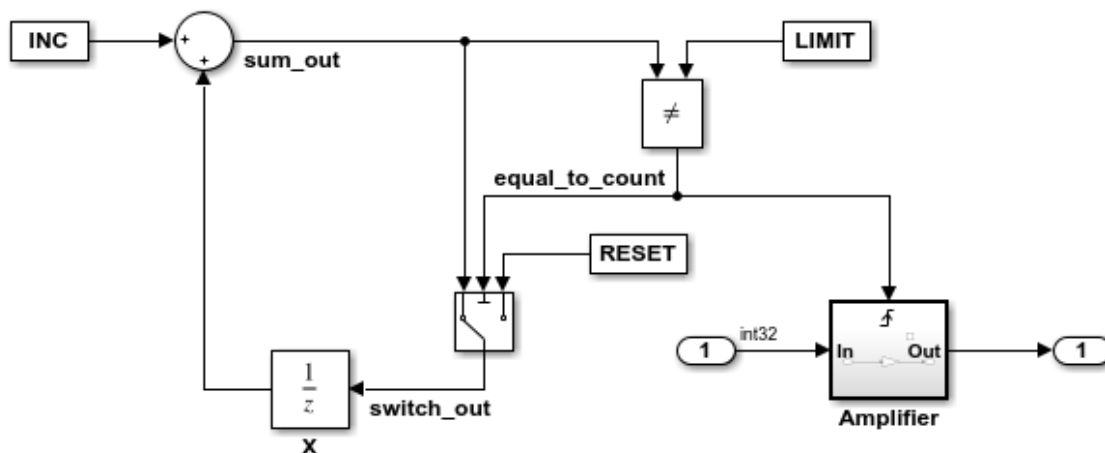 INC
+
+
sum_out
LIMIT
≠
equal_to_count
RESET
1
int32
In
Out
1
Amplifier
1
z
switch_out
X